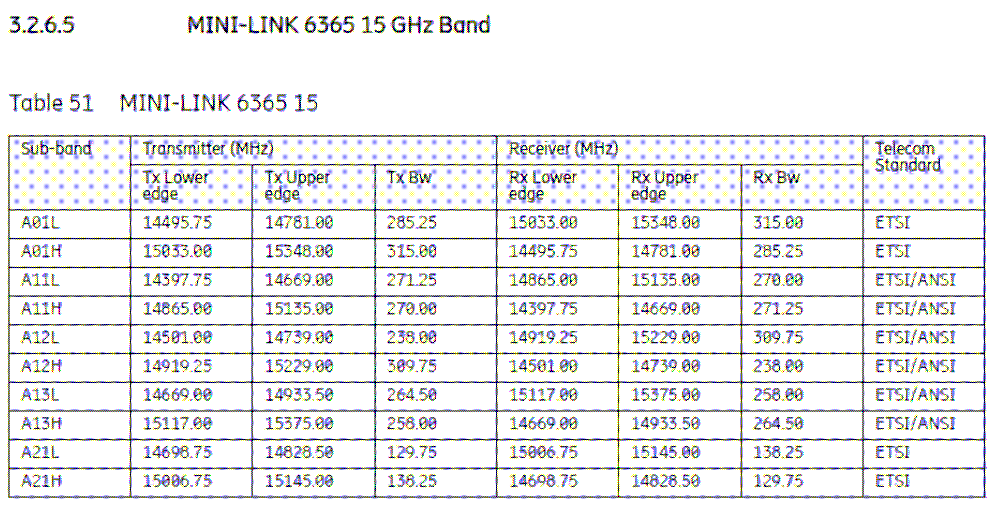 3.2.6.5 MINI-LINK 6365 15 GHz Band
Table 51 MINI-LINK 6365 15
Sub-band Transmitter (MHz) Receiver (MHz) Telecom Standard
Tx Lower edge Tx Upper edge Tx Bw Rx Lower edge Rx Upper edge Rx Bw
A01L 14495.75 14781.00 285.25 15033.00 15348.00 315.00 ETSI
A01H 15033.00 15348.00 315.00 14495.75 14781.00 285.25 ETSI
A11L 14397.75 14669.00 271.25 14865.00 15135.00 270.00 ETSI/ANSI
A11H 14865.00 15135.00 270.00 14397.75 14669.00 271.25 ETSI/ANSI
A12L 14501.00 14739.00 238.00 14919.25 15229.00 309.75 ETSI/ANSI
A12H 14919.25 15229.00 309.75 14501.00 14739.00 238.00 ETSI/ANSI
A13L 14669.00 14933.50 264.50 15117.00 15375.00 258.00 ETSI/ANSI
A13H 15117.00 15375.00 258.00 14669.00 14933.50 264.50 ETSI/ANSI
A21L 14698.75 14828.50 129.75 15006.75 15145.00 138.25 ETSI
A21H 15006.75 15145.00 138.25 14698.75 14828.50 129.75 ETSI